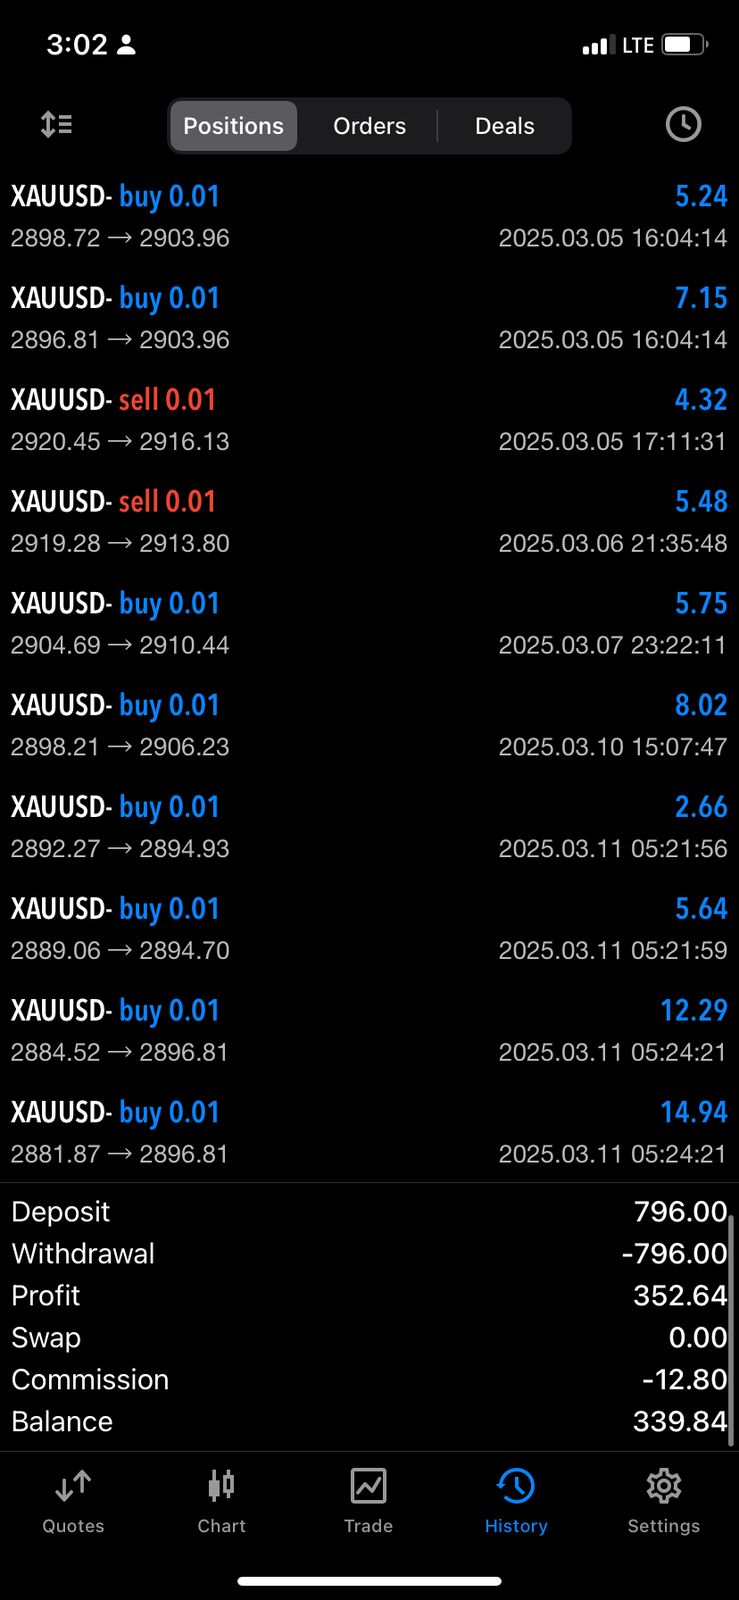 3:02 LTE
Positions Orders Deals
XAUUSD- buy 0.01 5.24
2898.72 → 2903.96 2025.03.05 16:04:14
XAUUSD- buy 0.01 7.15
2896.81 → 2903.96 2025.03.05 16:04:14
XAUUSD- sell 0.01 4.32
2920.45 → 2916.13 2025.03.05 17:11:31
XAUUSD- sell 0.01 5.48
2919.28 → 2913.80 2025.03.06 21:35:48
XAUUSD- buy 0.01 5.75
2904.69 → 2910.44 2025.03.07 23:22:11
XAUUSD- buy 0.01 8.02
2898.21 → 2906.23 2025.03.10 15:07:47
XAUUSD- buy 0.01 2.66
2892.27 → 2894.93 2025.03.11 05:21:56
XAUUSD- buy 0.01 5.64
2889.06 → 2894.70 2025.03.11 05:21:59
XAUUSD- buy 0.01 12.29
2884.52 → 2896.81 2025.03.11 05:24:21
XAUUSD- buy 0.01 14.94
2881.87 → 2896.81 2025.03.11 05:24:21
Deposit 796.00
Withdrawal -796.00
Profit 352.64
Swap 0.00
Commission -12.80
Balance 339.84
Quotes Chart Trade History Settings